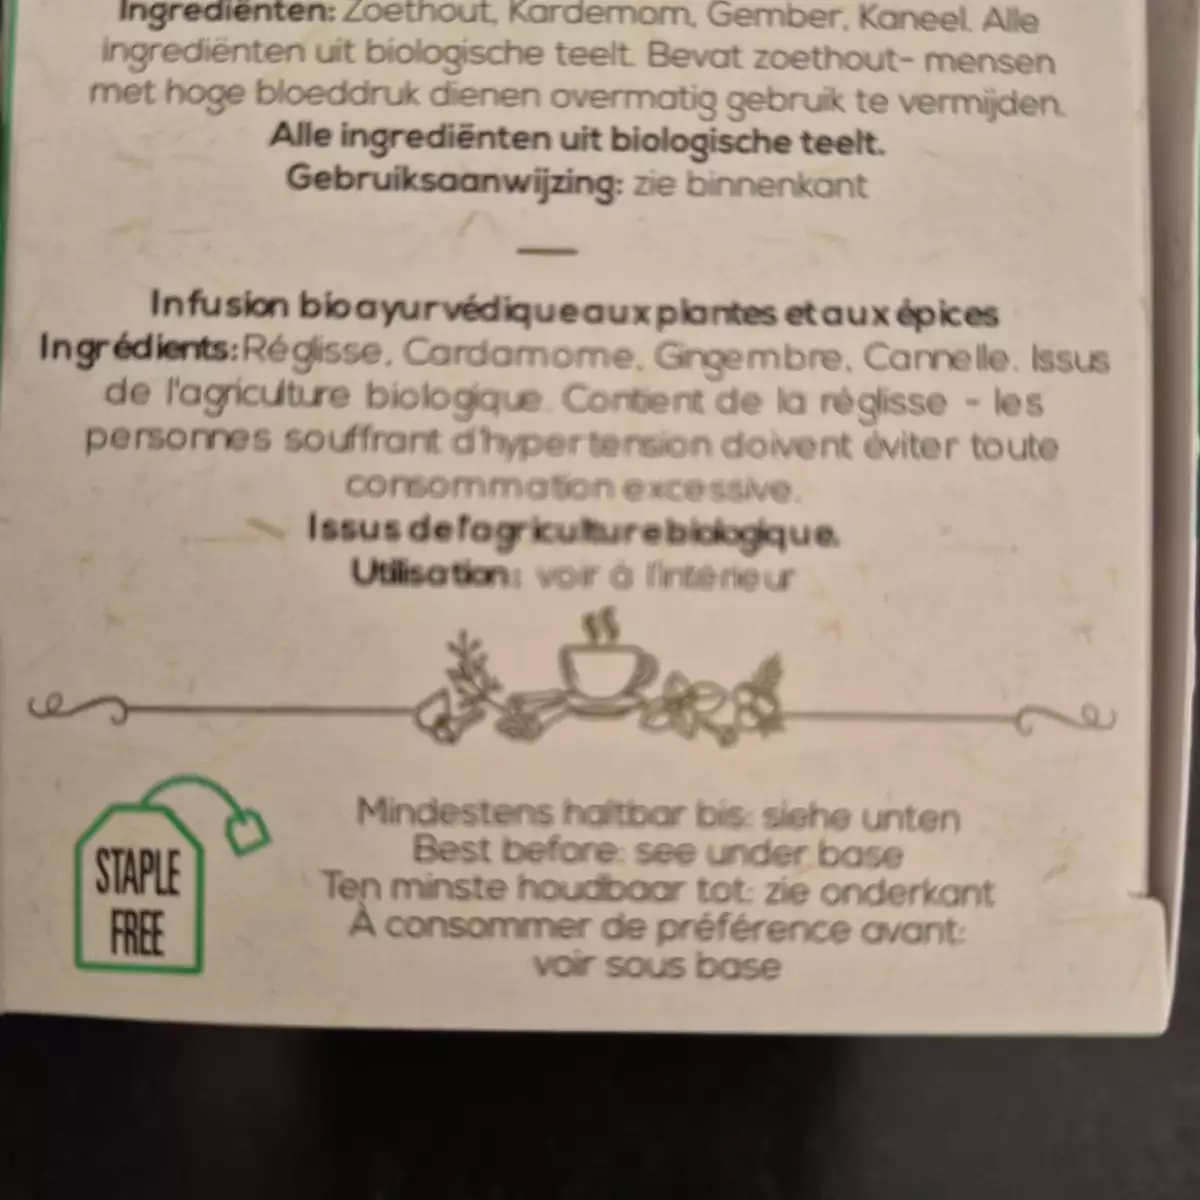 Ingrediënten: Zoethout, Kardemom, Gember, Kaneel. Alle
ingrediënten uit biologische teelt. Bevat zoethout- mensen
met hoge bloeddruk dienen overmatig gebruik te vermijden.
Alle ingrediënten uit biologische teelt.
Gebruiksaanwijzing: zie binnenkant
Infusion bio ayurvédique aux plantes et aux épices
Ingrédients: Réglisse, Cardamome, Gingembre, Cannelle. Issus
de l'agriculture biologique. Contient de la réglisse - les
personnes souffrant d'hypertension doivent éviter toute
consommation excessive.
Issus de l'agriculture biologique.
Utilisation: voir à l'intérieur
STAPLE
FREE
Mindestens haltbar bis: siehe unten
Best before: see under base
Ten minste houdbaar tot: zie onderkant
À consommer de préférence avant:
voir sous base